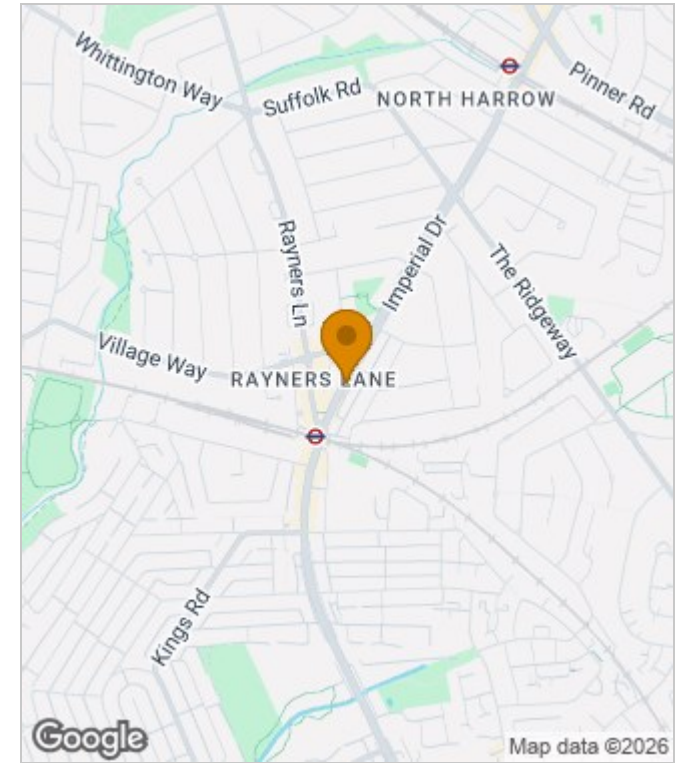 Whittington Way
Suffolk Rd
NORTH HARROW
Pinner Rd
Rayners Ln
Imperial Dr
The Ridgeway
Village Way
RAYNERS LANE
Kings Rd
Google
Map data ©2026